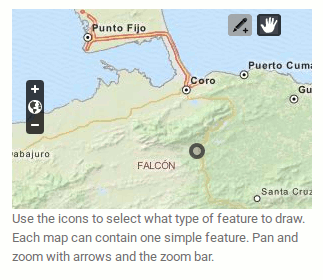 Punto Fijo
Puerto Cuma
Coro
Gu
abajuro
FALCÓN
Santa Cruz
Use the icons to select what type of feature to draw.
Each map can contain one simple feature. Pan and
zoom with arrows and the zoom bar.